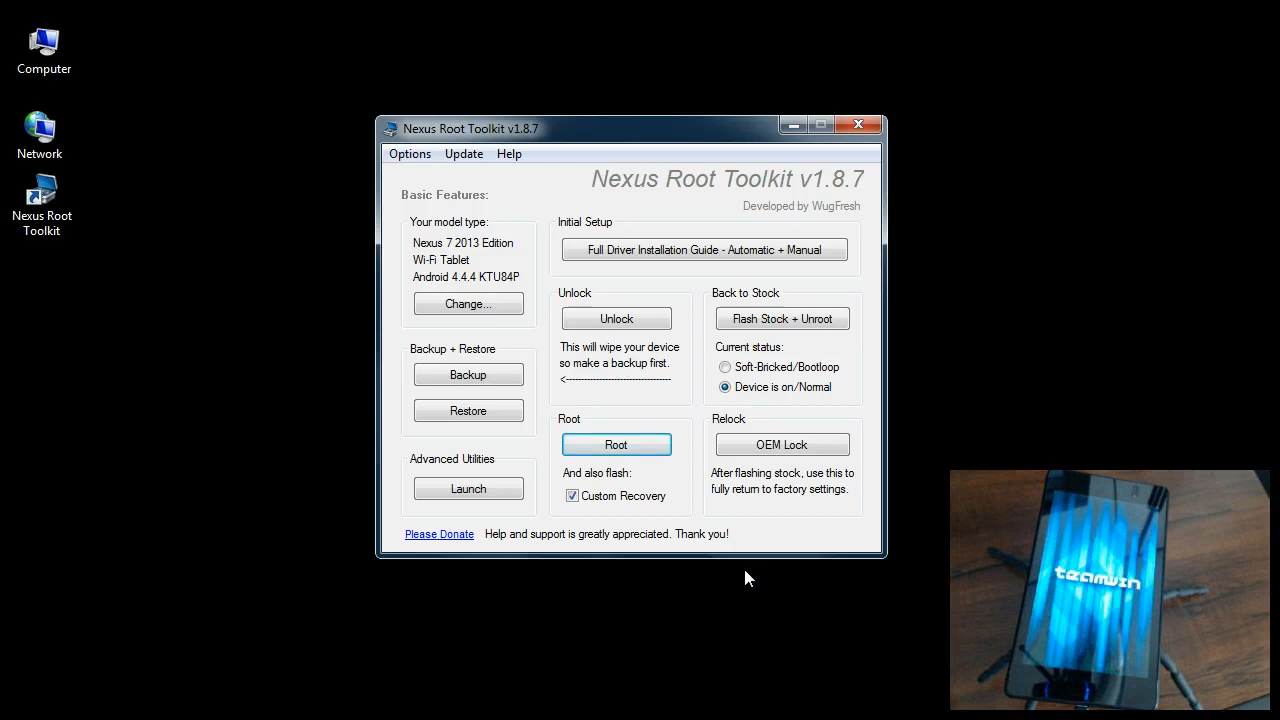 Computer
Network
Nexus Root
Toolkit
Nexus Root Toolkit v1.8.7
Options Update Help
Nexus Root Toolkit v1.8.7
Developed by WugFresh
Basic Features:
Your model type:
Nexus 7 2013 Edition
Wi-Fi Tablet
Android 4.4.4 KTU84P
Change...
Initial Setup
Full Driver Installation Guide - Automatic + Manual
Backup + Restore
Backup
Restore
Unlock
Unlock
This will wipe your device
so make a backup first.
<-----------------------------------
Back to Stock
Flash Stock + Unroot
Current status:
Soft-Bricked/Bootloop
Device is on/Normal
Advanced Utilities
Launch
Root
Root
And also flash:
Custom Recovery
Relock
OEM Lock
After flashing stock, use this to
fully return to factory settings.
Please Donate Help and support is greatly appreciated. Thank you!
teamwin